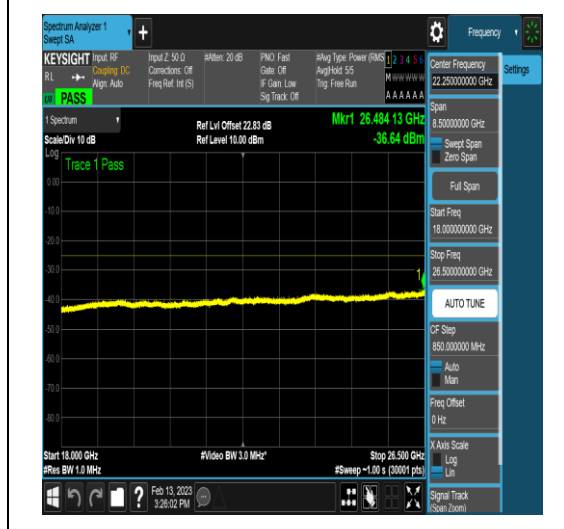 Spectrum Analyzer 1
Swept SA
+
Frequency
KEYSIGHT
RL
PASS
Input: RF
Coupling: DC
Align: Auto
Input Z: 50 Ω
Corrections: Off
Freq Ref: Int (S)
#Atten: 20 dB
PNO: Fast
Gate: Off
IF Gain: Low
Sig Track: Off
#Avg Type: Power (RMS
Avg|Hold: 5/5
Trig: Free Run
1 2 3 4 5 6
M W W W W W
A A A A A A
1 Spectrum
Scale/Div 10 dB
Ref Lvl Offset 22.83 dB
Ref Level 10.00 dBm
Mkr1 26.484 13 GHz
-36.64 dBm
Log
Trace 1 Pass
0.00
-10.0
-20.0
-30.0
-40.0
-50.0
-60.0
-70.0
-80.0
1
Start 18.000 GHz
#Res BW 1.0 MHz
#Video BW 3.0 MHz*
Stop 26.500 GHz
#Sweep ~1.00 s (30001 pts)
Feb 13, 2023
3:26:02 PM
Center Frequency
22.250000000 GHz
Settings
Span
8.50000000 GHz
Swept Span
Zero Span
Full Span
Start Freq
18.000000000 GHz
Stop Freq
26.500000000 GHz
AUTO TUNE
CF Step
850.000000 MHz
Auto
Man
Freq Offset
0 Hz
X Axis Scale
Log
Lin
Signal Track
(Span Zoom)